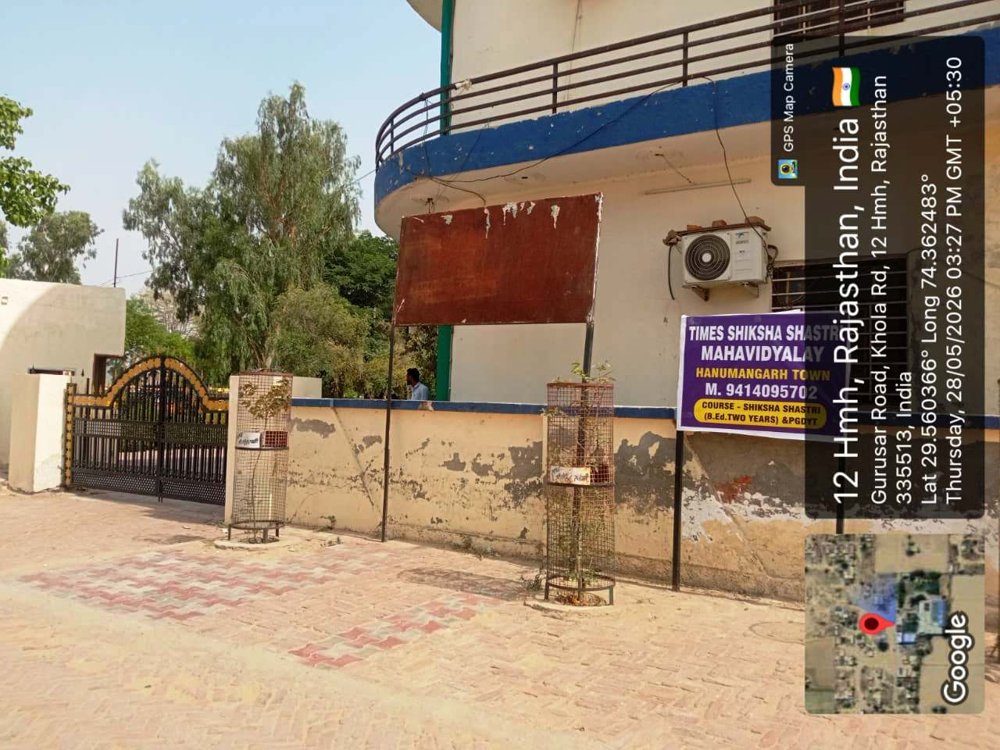 TIMES SHIKSHA SHASTRI
MAHAVIDYALAY
HANUMANGARH TOWN
M. 9414095702
COURSE - SHIKSHA SHASTRI
(B.Ed.TWO YEARS) &PGDYT
GPS Map Camera
12 Hmh, Rajasthan, India
Gurusar Road, Khola Rd, 12 Hmh, Rajasthan
335513, India
Lat 29.560366° Long 74.362483°
Thursday, 28/05/2026 03:27 PM GMT +05:30
Google